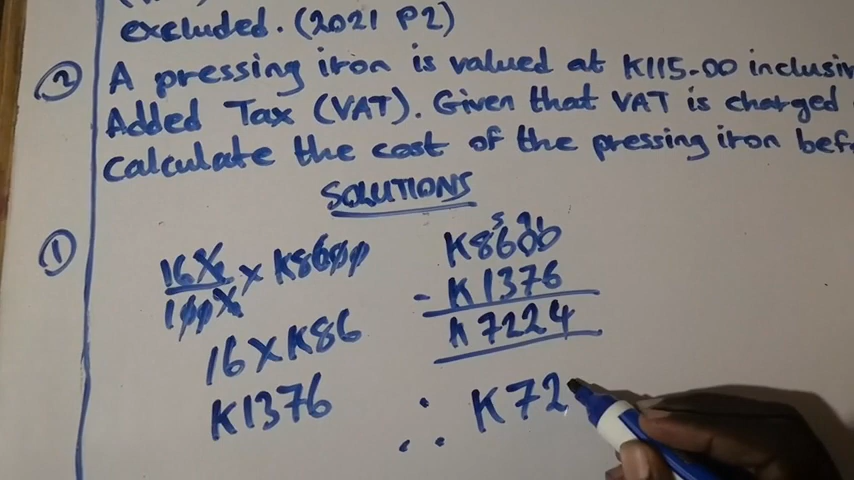 excluded. (2021 P2)
② A pressing iron is valued at K115.00 inclusiv
Added Tax (VAT). Given that VAT is charged
calculate the cost of the pressing iron bef
SOLUTIONS
① 16% / 100% × K8600
16 × K86
K1376
K8600
- K1376
K7224
∴ K72